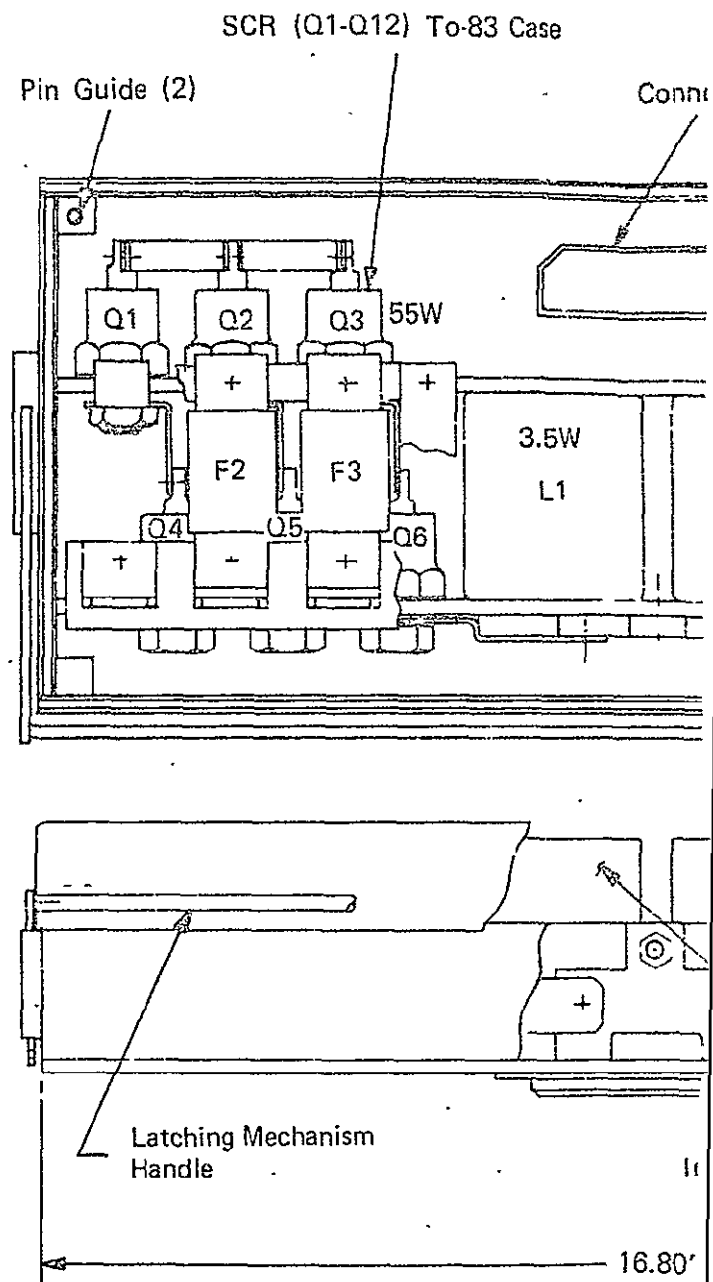 SCR (Q1-Q12) To-83 Case
Pin Guide (2)
Q1
Q2
Q3
55W
3.5W
L1
F2
F3
Q4
Q5
Q6
Latching Mechanism
Handle
16.80'